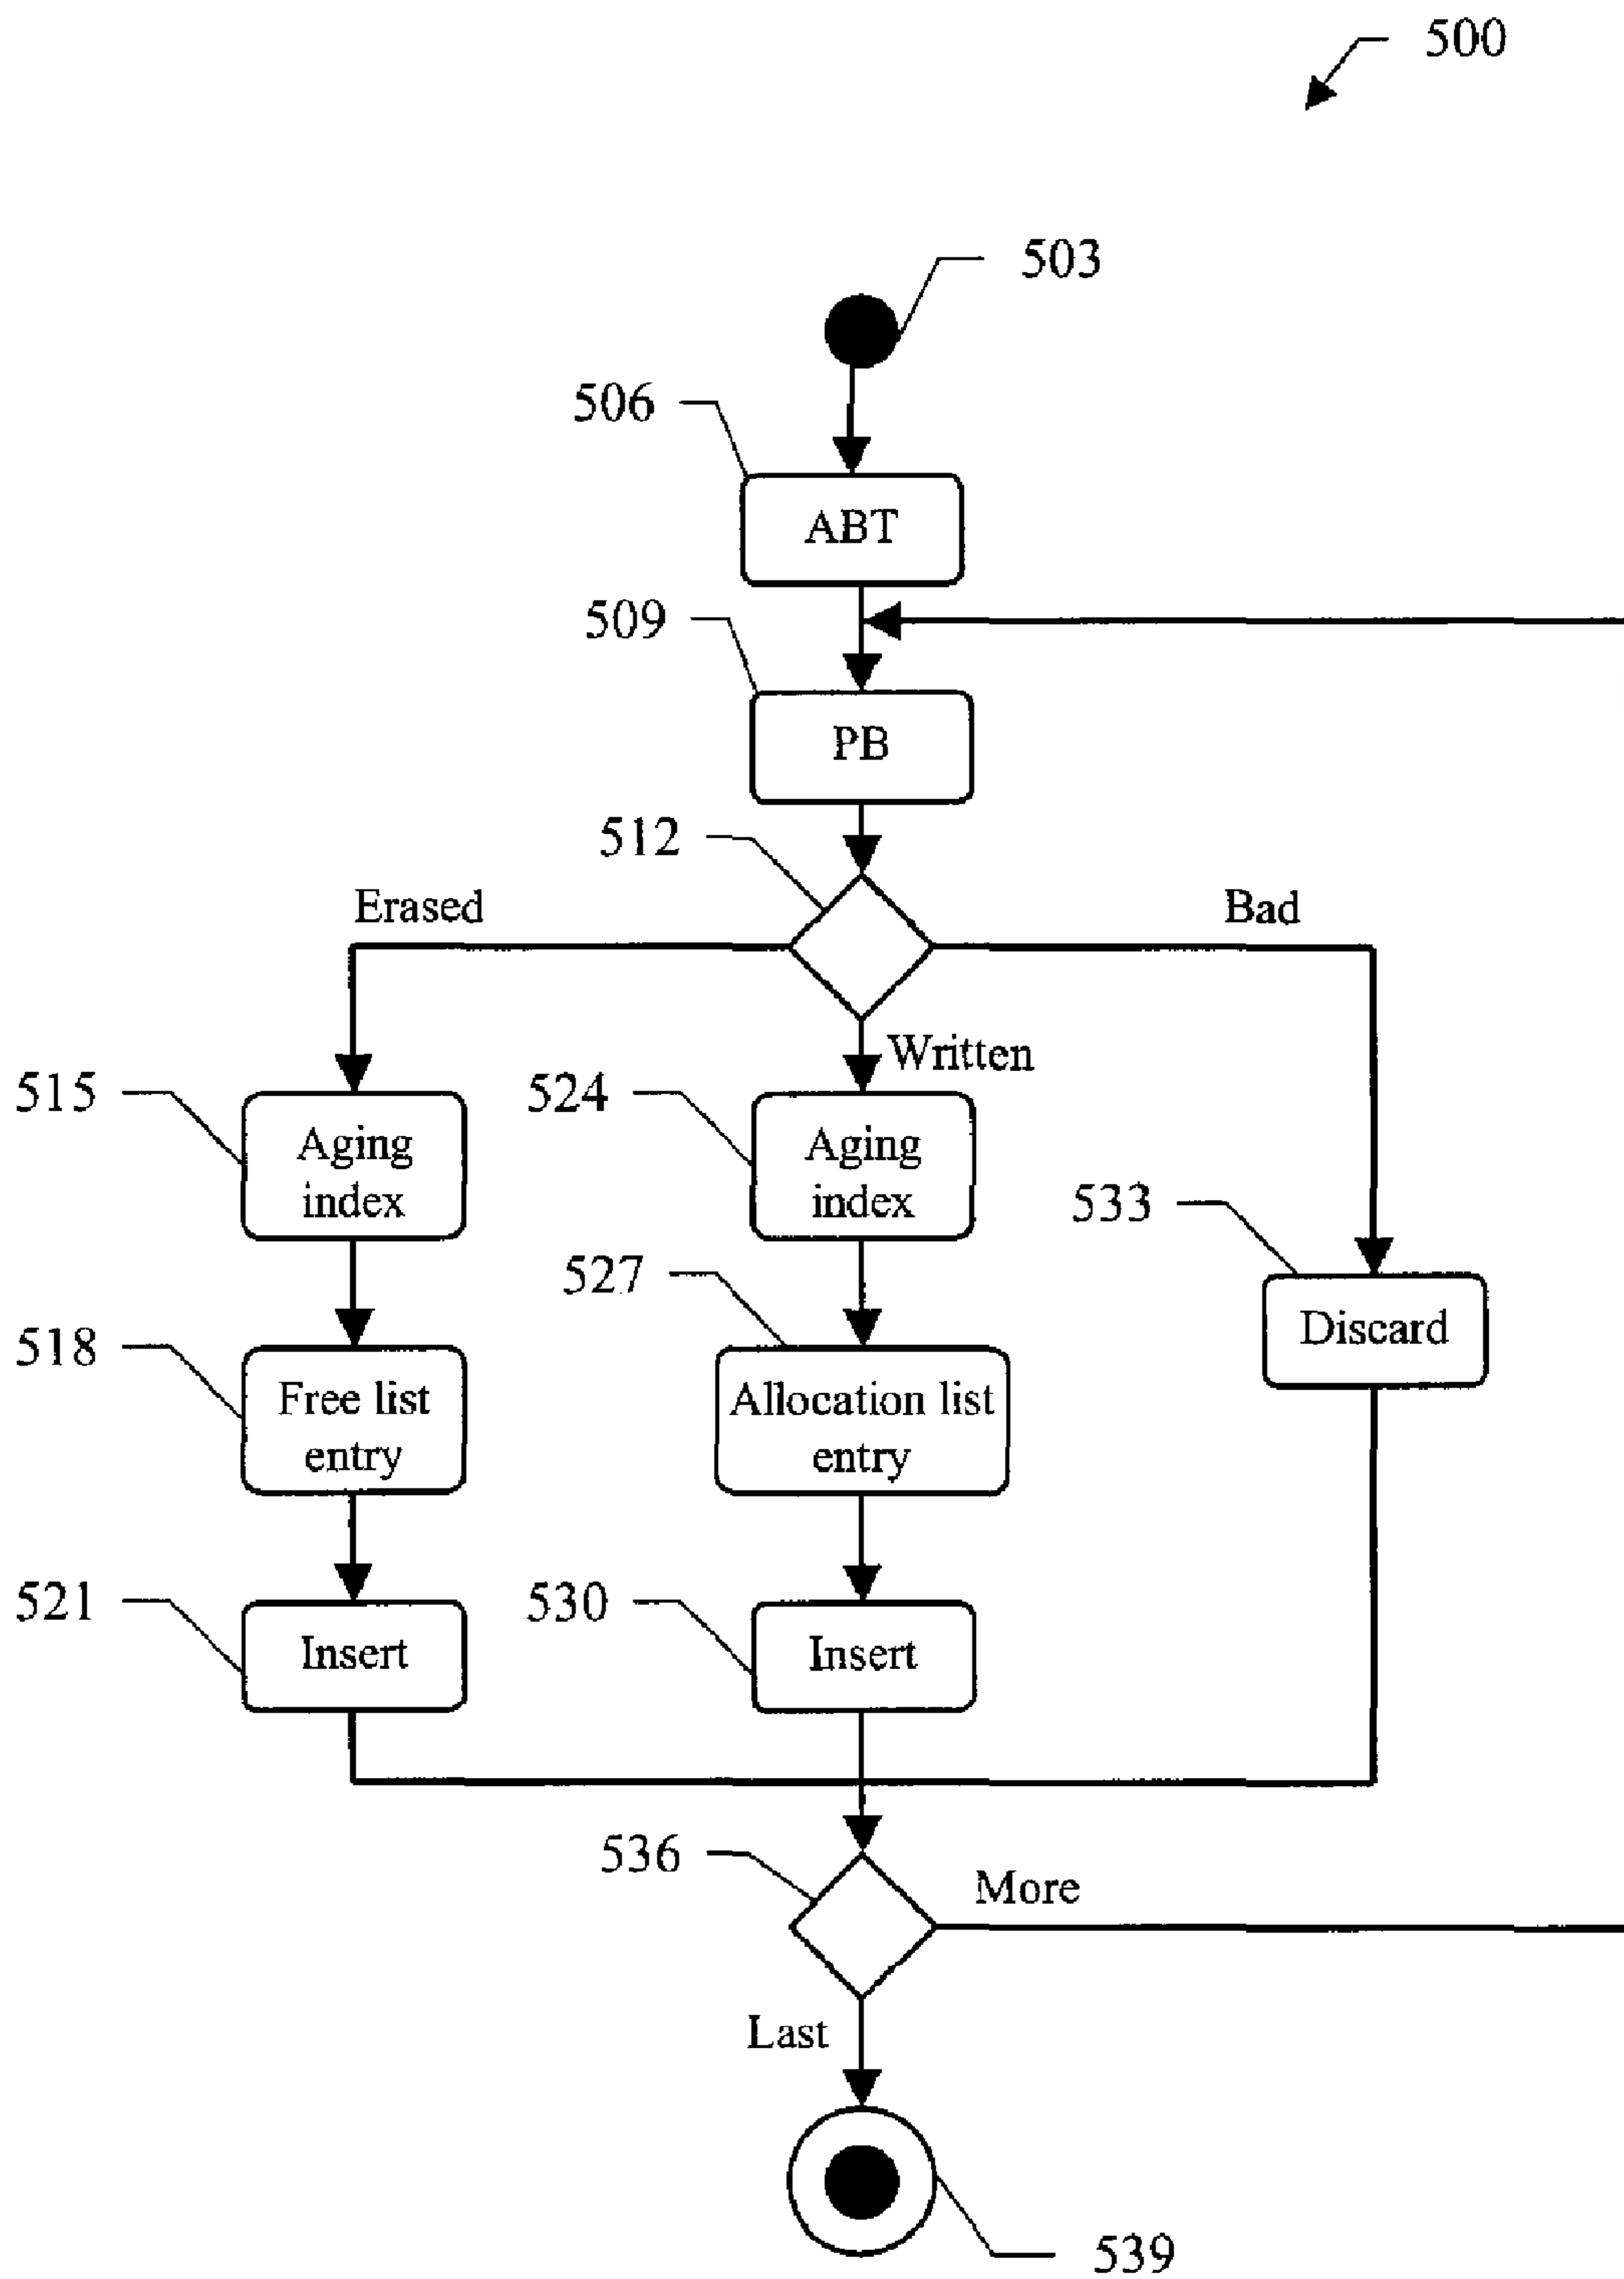 500
503
506
ABT
509
PB
512
Erased
Bad
Written
515
Aging
index
524
Aging
index
533
Discard
518
Free list
entry
527
Allocation list
entry
521
Insert
530
Insert
536
More
Last
539